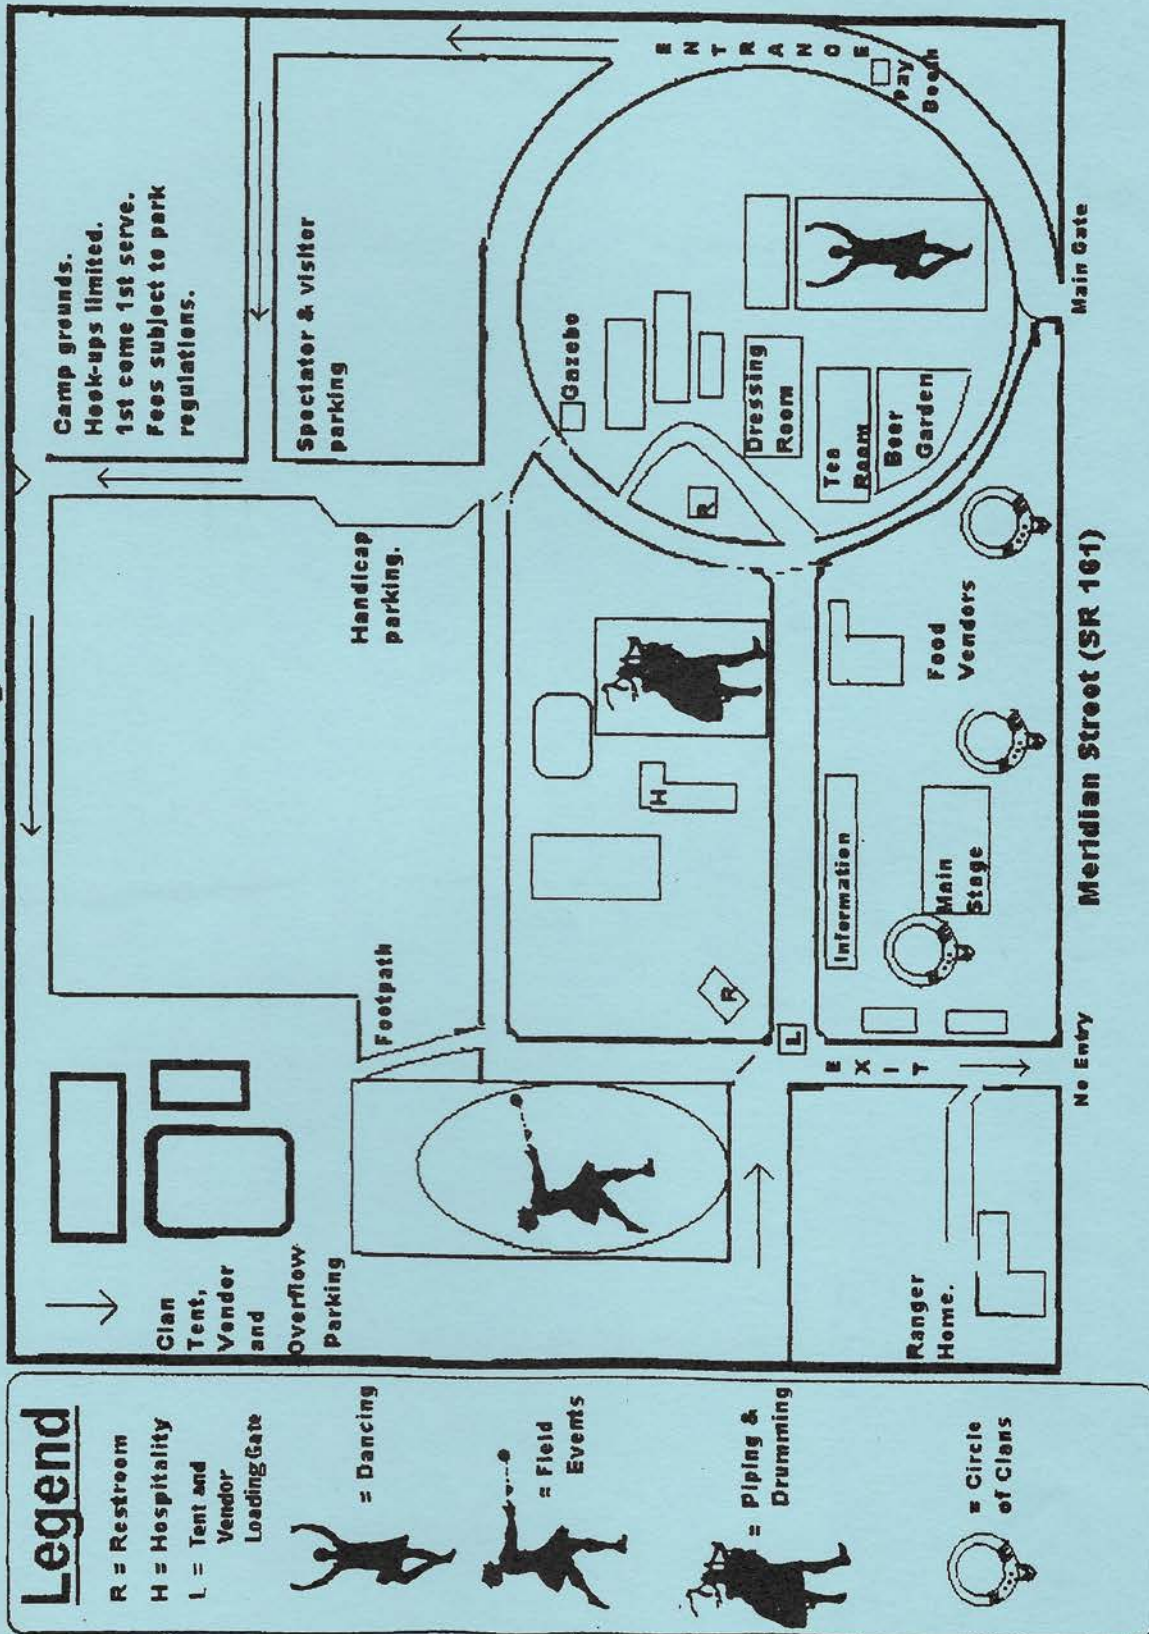 Legend
R = Restroom
H = Hospitality
L = Tent and
Vendor
Loading Gate
= Dancing
= Field
Events
= Piping &
Drumming
= Circle
of Clans
Camp grounds.
Hook-ups limited.
1st come 1st serve.
Fees subject to park
regulations.
Clan
Tent,
Vender
and
Overflow
Parking
Spectator & visitor
parking
Handicap
parking.
Footpath
Gazebo
ENTRANCE
Pay
Booth
H
R
R
Dressing
Room
Tea
Room
Beer
Garden
L
EXIT
Information
Main
Stage
Food
Vendors
Ranger
Home.
No Entry
Meridian Street (SR 161)
Main Gate